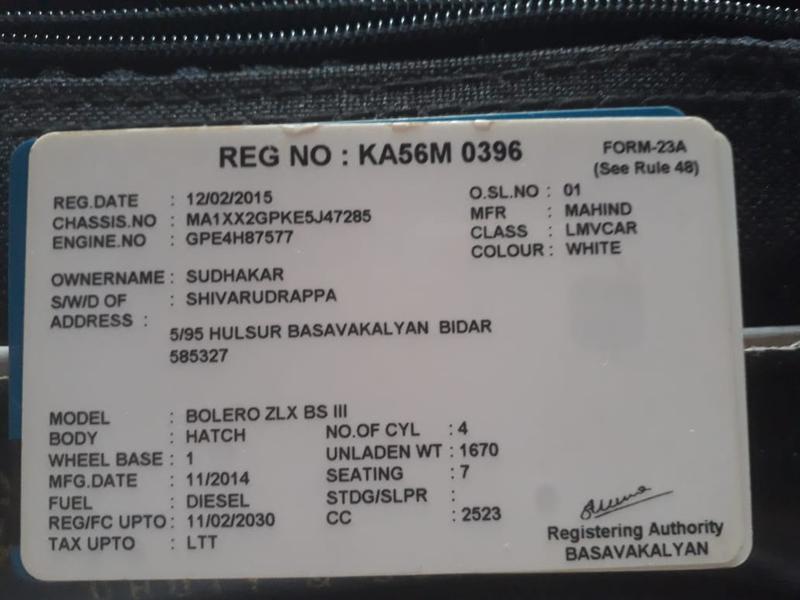 REG NO : KA56M 0396
FORM-23A
(See Rule 48)
REG.DATE : 12/02/2015
O.SL.NO : 01
CHASSIS.NO : MA1XX2GPKE5J47285
MFR : MAHIND
ENGINE.NO : GPE4H87577
CLASS : LMVCAR
COLOUR : WHITE
OWNERNAME : SUDHAKAR
S/W/D OF : SHIVARUDRAPPA
ADDRESS :
5/95 HULSUR BASAVAKALYAN BIDAR
585327
MODEL : BOLERO ZLX BS III
BODY : HATCH
NO.OF CYL : 4
WHEEL BASE : 1
UNLADEN WT : 1670
MFG.DATE : 11/2014
SEATING : 7
FUEL : DIESEL
STDG/SLPR :
REG/FC UPTO : 11/02/2030
CC : 2523
TAX UPTO : LTT
Registering Authority
BASAVAKALYAN